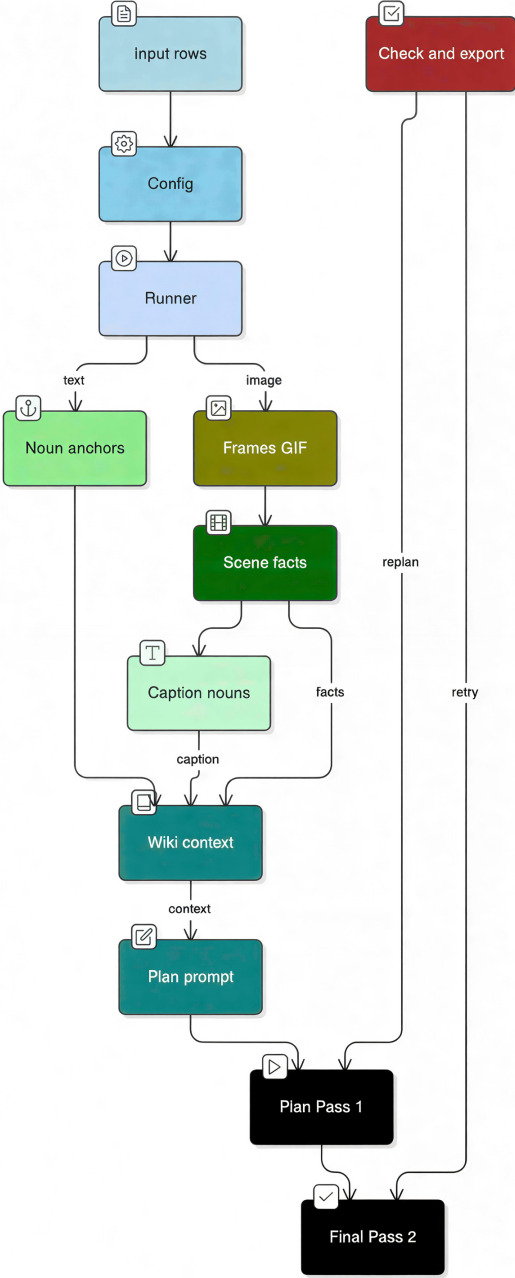 Input rows
Check and export
Config
Runner
text
image
Noun anchors
Frames GIF
Scene facts
replan
T
Caption nouns
facts
retry
caption
Wiki context
context
Plan prompt
Plan Pass 1
Final Pass 2